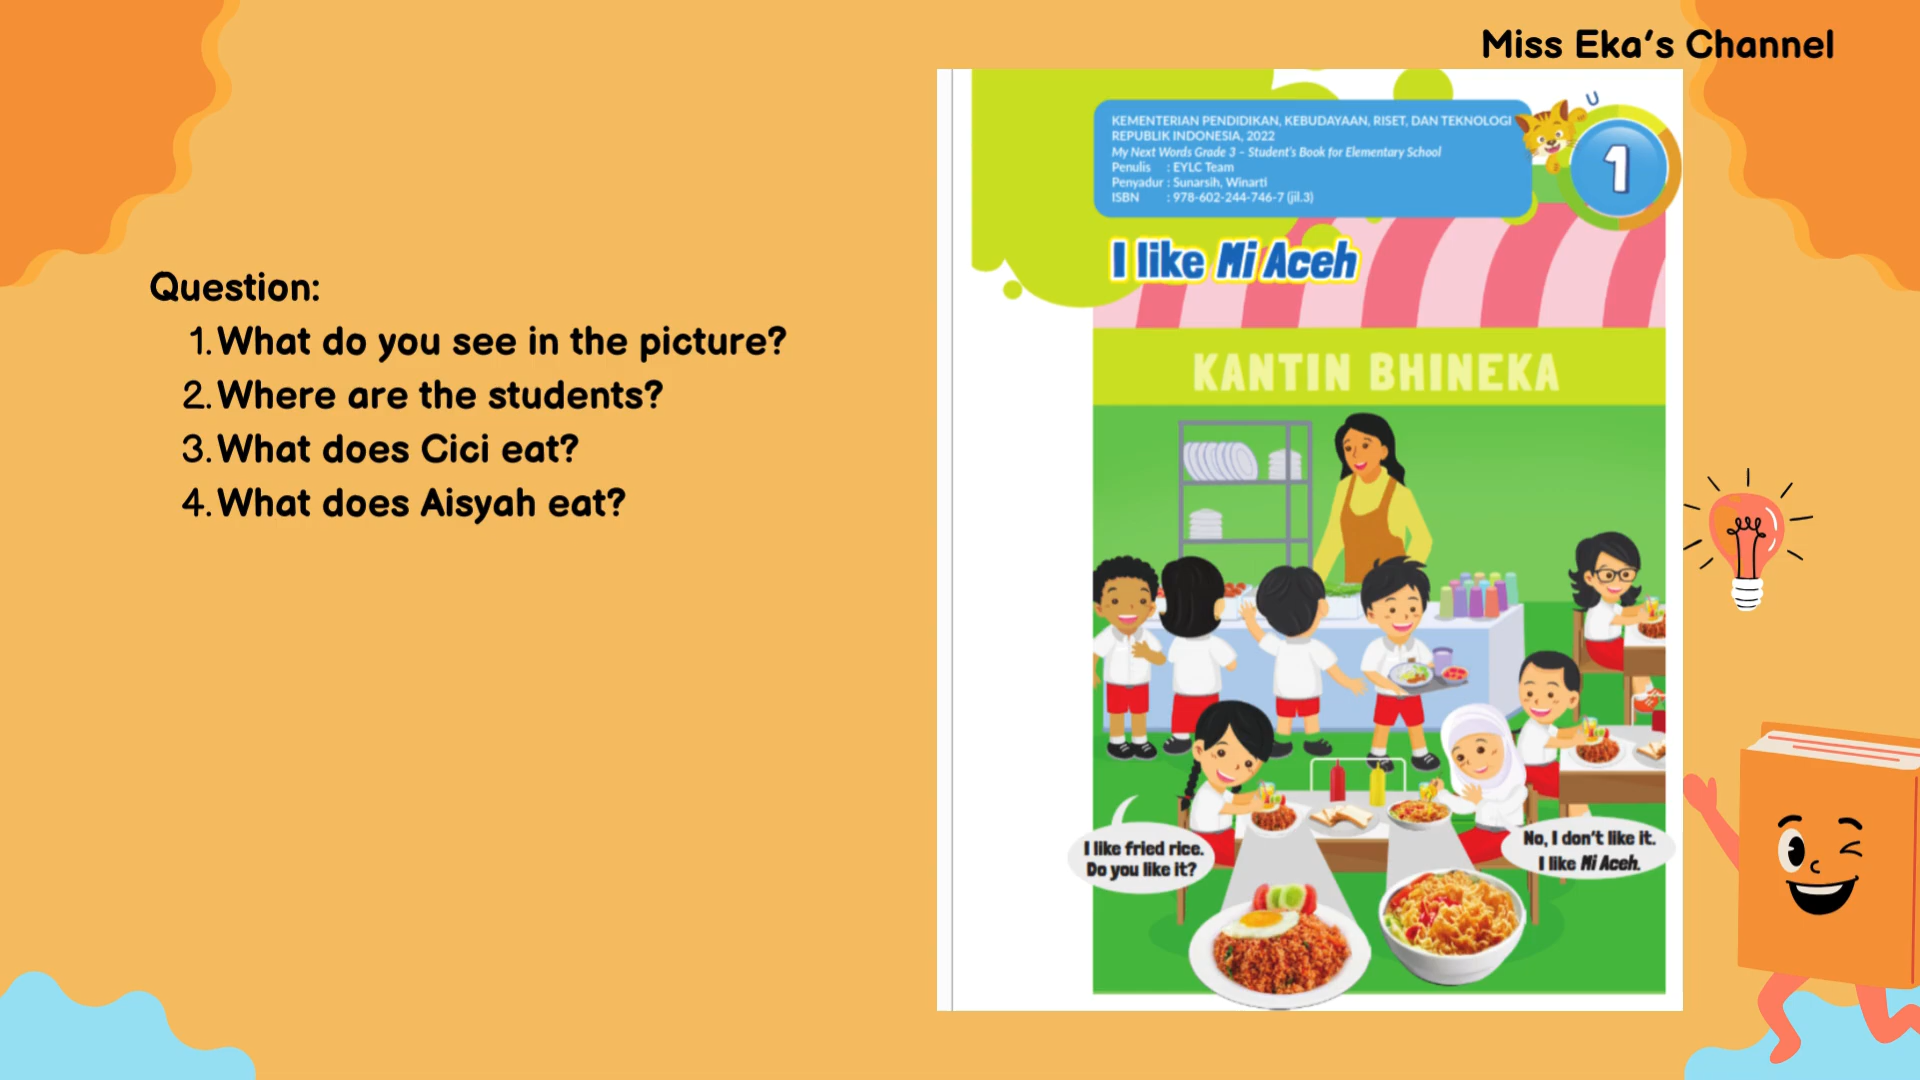 Miss Eka's Channel
Question:
1. What do you see in the picture?
2. Where are the students?
3. What does Cici eat?
4. What does Aisyah eat?
KEMENTERIAN PENDIDIKAN, KEBUDAYAAN, RISET, DAN TEKNOLOGI
REPUBLIK INDONESIA, 2022
My Next Words Grade 3 – Student's Book for Elementary School
Penulis : EYLC Team
Penyadur : Sunarsih, Winarti
ISBN : 978-602-244-746-7 (jil.3)
U
1
I like Mi Aceh
KANTIN BHINEKA
I like fried rice.
Do you like it?
No, I don't like it.
I like Mi Aceh.